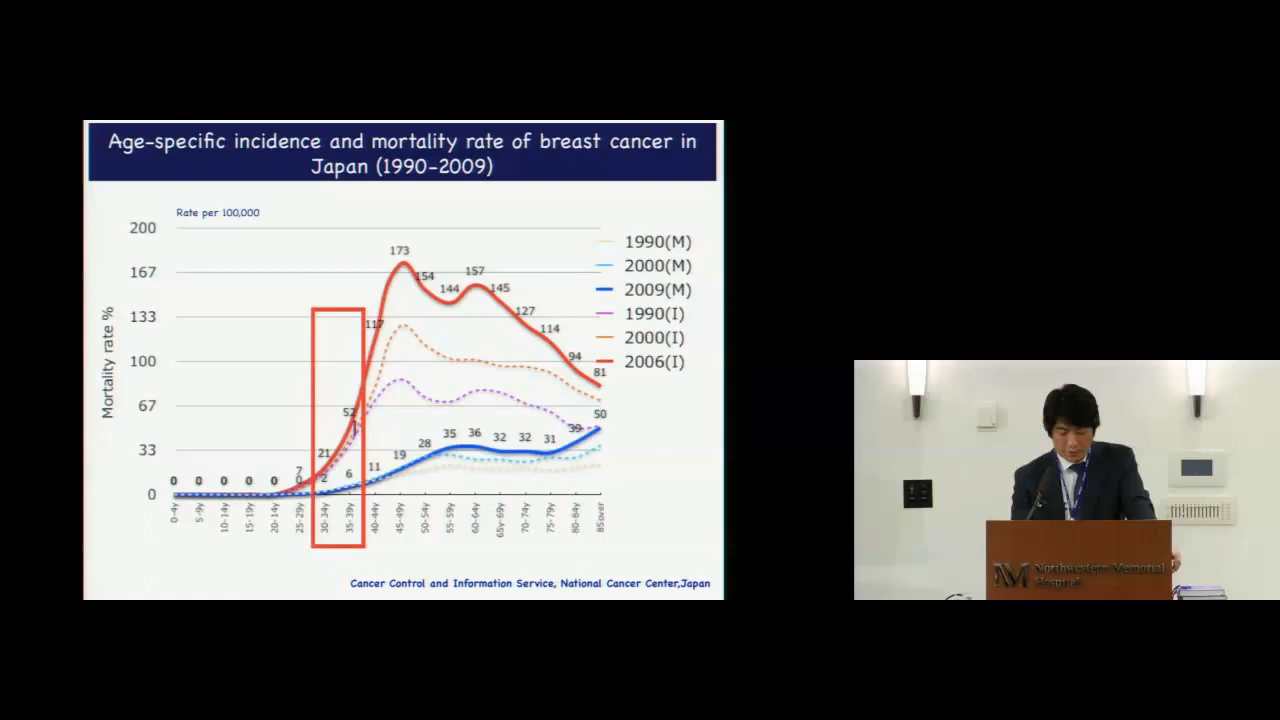 Age-specific incidence and mortality rate of breast cancer in
Japan (1990-2009)
Rate per 100,000
Mortality rate %
200
167
133
100
67
33
0
1990(M)
2000(M)
2009(M)
1990(I)
2000(I)
2006(I)
173
154
144
157
145
127
114
94
81
117
52
21
7
0 0 0 0 0 0
2
6
11
19
28
35
36
32
32
31
39
50
0-4y
5-9y
10-14y
15-19y
20-14y
25-29y
30-34y
35-39y
40-44y
45-49y
50-54y
55-59y
60-64y
65y-69y
70-74y
75-79y
80-84y
85over
Cancer Control and Information Service, National Cancer Center,Japan
NM Northwestern Memorial
Hospital